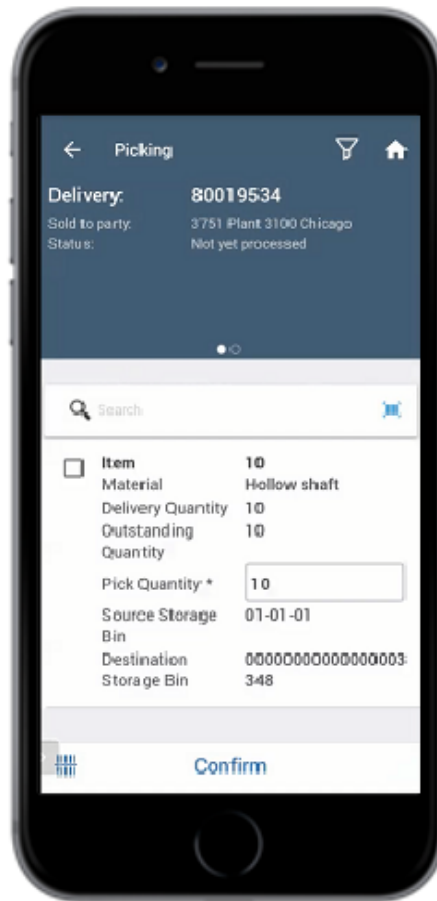 Picking
Delivery: 80019534
Sold to party: 3751 Plant 3100 Chicago
Status: Not yet processed
Search
Item 10
Material Hollow shaft
Delivery Quantity 10
Outstanding 10
Quantity
Pick Quantity * 10
Source Storage 01-01-01
Bin
Destination
Storage Bin 348
Confirm